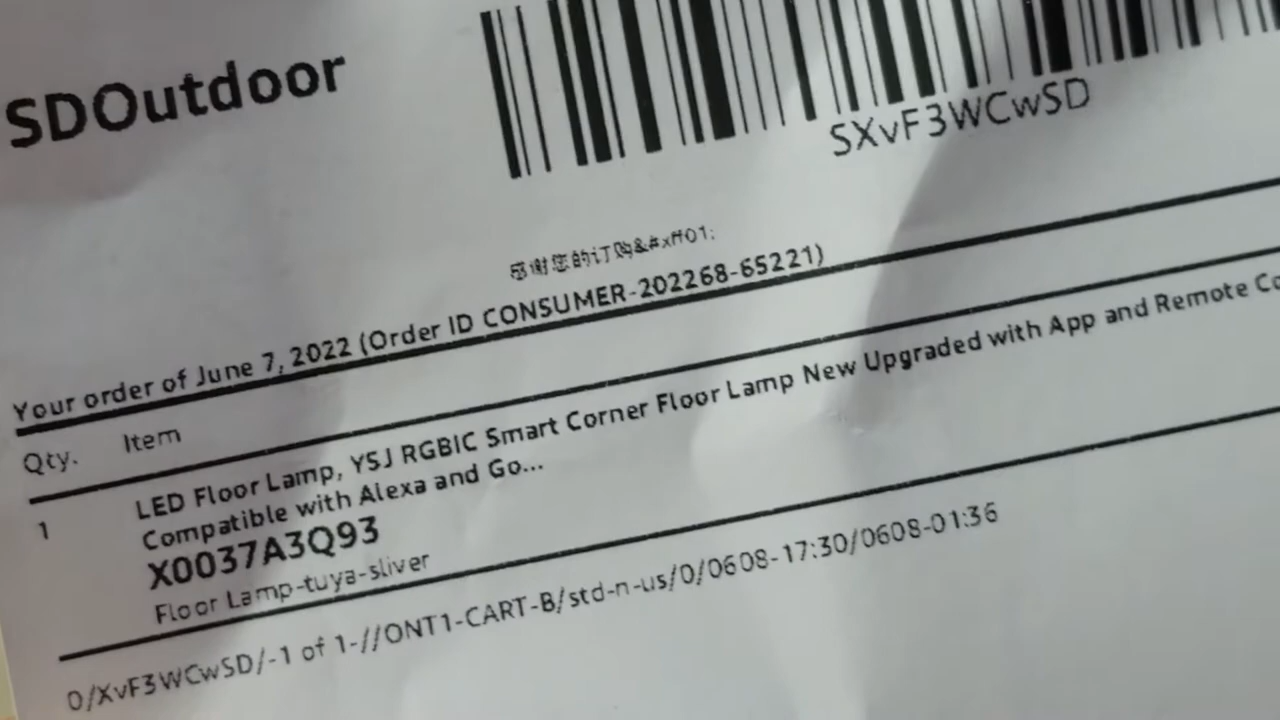 SDOutdoor
SXvF3WCwSD
感谢您的订购&#xff01;
Your order of June 7, 2022 (Order ID CONSUMER-202268-65221)
Qty. Item
1 LED Floor Lamp, YSJ RGBIC Smart Corner Floor Lamp New Upgraded with App and Remote Co
Compatible with Alexa and Go...
X0037A3Q93
Floor Lamp-tuya-sliver
0/XvF3WCwSD/-1 of 1-//ONT1-CART-B/std-n-us/0/0608-17:30/0608-01:36